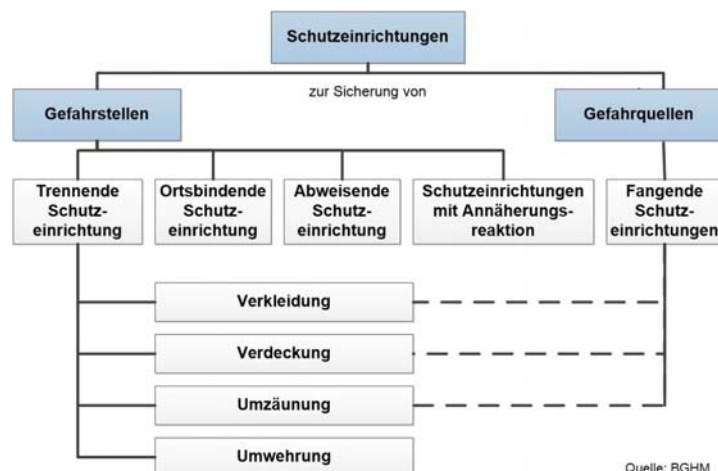 Schutzeinrichtungen
zur Sicherung von
Gefahrstellen
Gefahrquellen
Trennende
Schutz-
einrichtung
Ortsbindende
Schutz-
einrichtung
Abweisende
Schutz-
einrichtung
Schutzeinrichtungen
mit Annäherungs-
reaktion
Fangende
Schutz-
einrichtungen
Verkleidung
Verdeckung
Umzäunung
Umwehrung
Quelle: BGHM